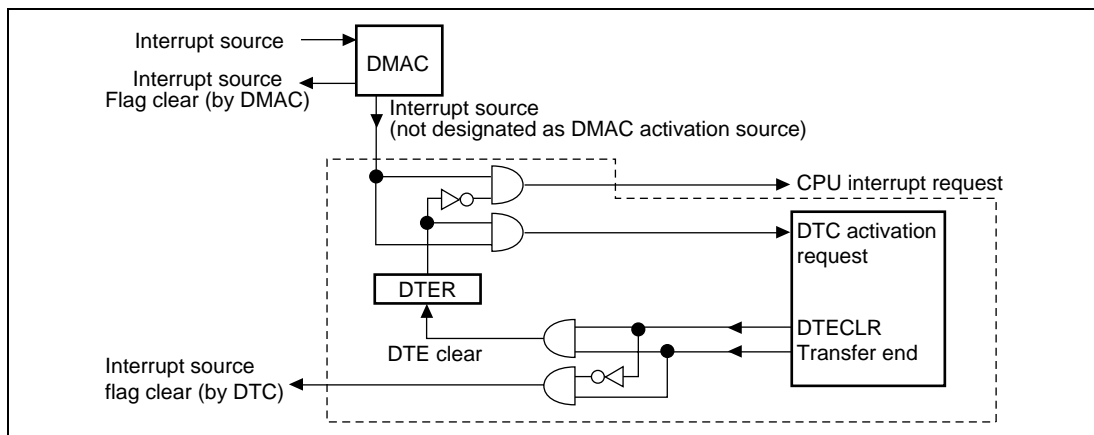 Interrupt source
DMAC
Interrupt source
Flag clear (by DMAC)
Interrupt source
(not designated as DMAC activation source)
CPU interrupt request
DTC activation
request
DTER
DTECLR
DTE clear
Transfer end
Interrupt source
flag clear (by DTC)